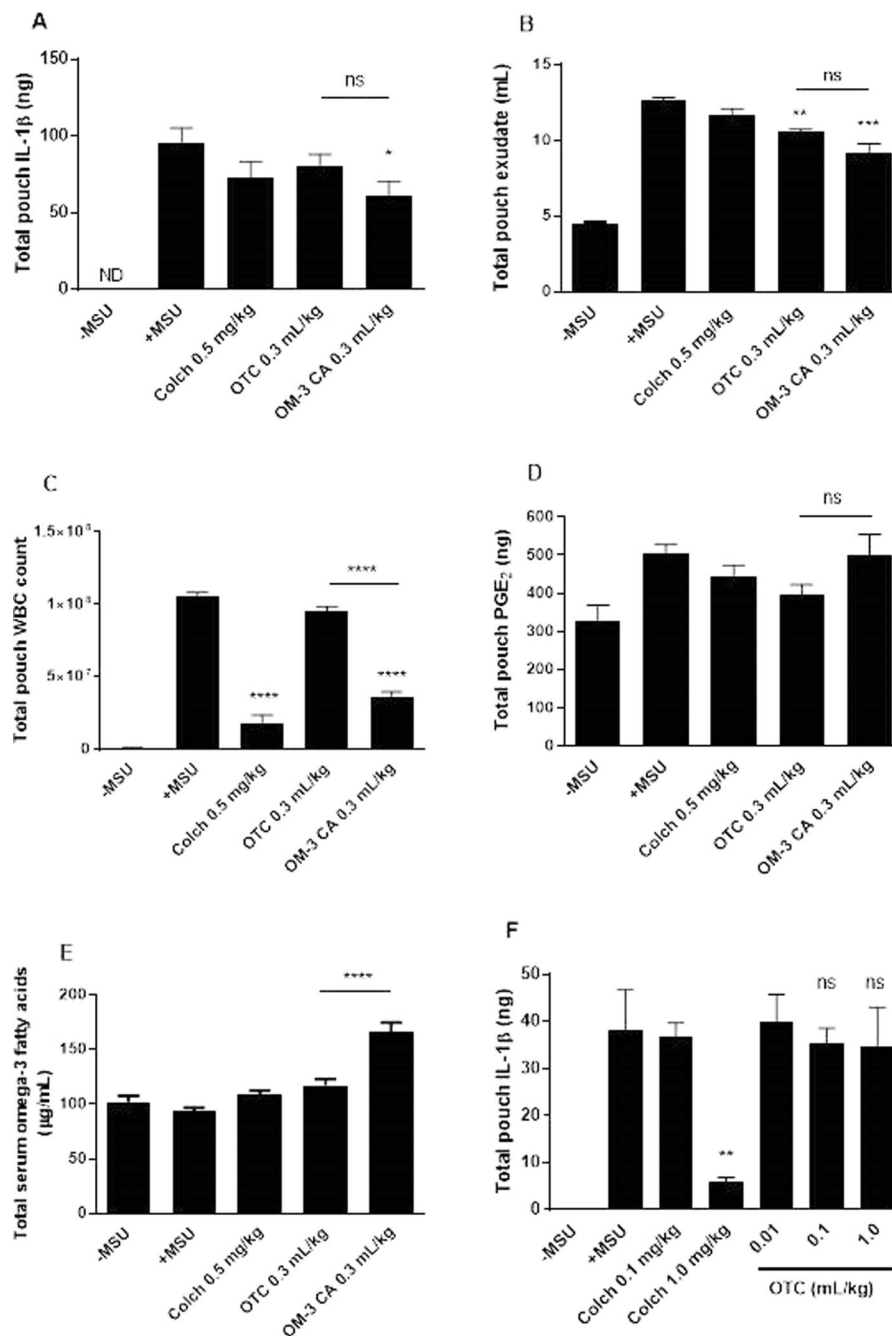 A
Total pouch IL-1β (ng)
150
100
50
0
ns
*
ND
-MSU
+MSU
Colch 0.5 mg/kg
OTC 0.3 mL/kg
OM-3 CA 0.3 mL/kg
B
Total pouch exudate (mL)
15
10
5
0
ns
**
***
-MSU
+MSU
Colch 0.5 mg/kg
OTC 0.3 mL/kg
OM-3 CA 0.3 mL/kg
C
Total pouch WBC count
1.5×10⁸
1×10⁸
5×10⁷
0
****
****
****
-MSU
+MSU
Colch 0.5 mg/kg
OTC 0.3 mL/kg
OM-3 CA 0.3 mL/kg
D
Total pouch PGE₂ (ng)
600
500
400
300
200
100
0
ns
-MSU
+MSU
Colch 0.5 mg/kg
OTC 0.3 mL/kg
OM-3 CA 0.3 mL/kg
E
Total serum omega-3 fatty acids
(µg/mL)
200
150
100
50
0
****
-MSU
+MSU
Colch 0.5 mg/kg
OTC 0.3 mL/kg
OM-3 CA 0.3 mL/kg
F
Total pouch IL-1β (ng)
50
40
30
20
10
0
**
ns
ns
-MSU
+MSU
Colch 0.1 mg/kg
Colch 1.0 mg/kg
0.01
0.1
1.0
OTC (mL/kg)